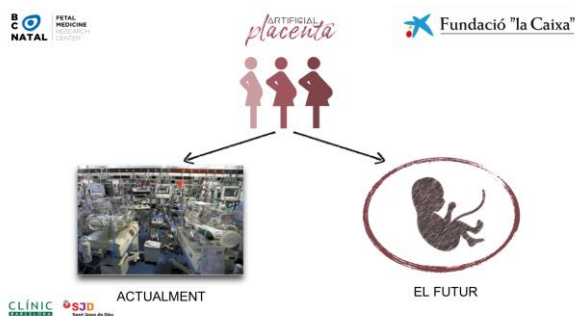 B
C
NATAL
FETAL
MEDICINE
RESEARCH
CENTER
ARTIFICIAL
placenta
Fundació "la Caixa"
ACTUALMENT
EL FUTUR
CLÍNIC
BARCELONA
SJD
Sant Joan de Déu